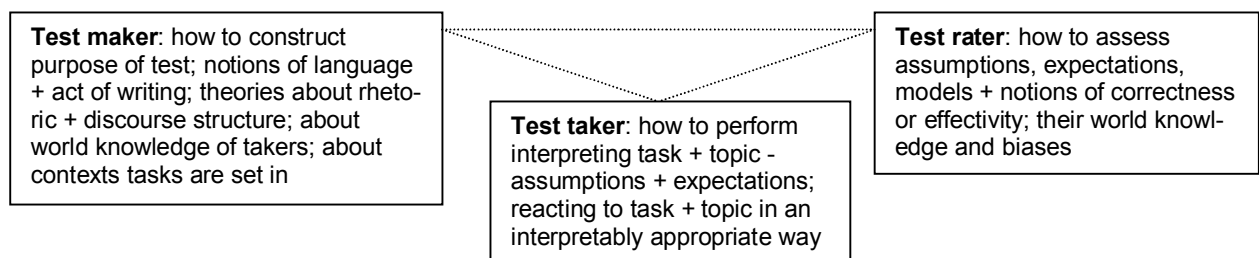 Test maker: how to construct
purpose of test; notions of language
+ act of writing; theories about rheto-
ric + discourse structure; about
world knowledge of takers; about
contexts tasks are set in
Test taker: how to perform
interpreting task + topic -
assumptions + expectations;
reacting to task + topic in an
interpretably appropriate way
Test rater: how to assess
assumptions, expectations,
models + notions of correctness
or effectivity; their world knowl-
edge and biases